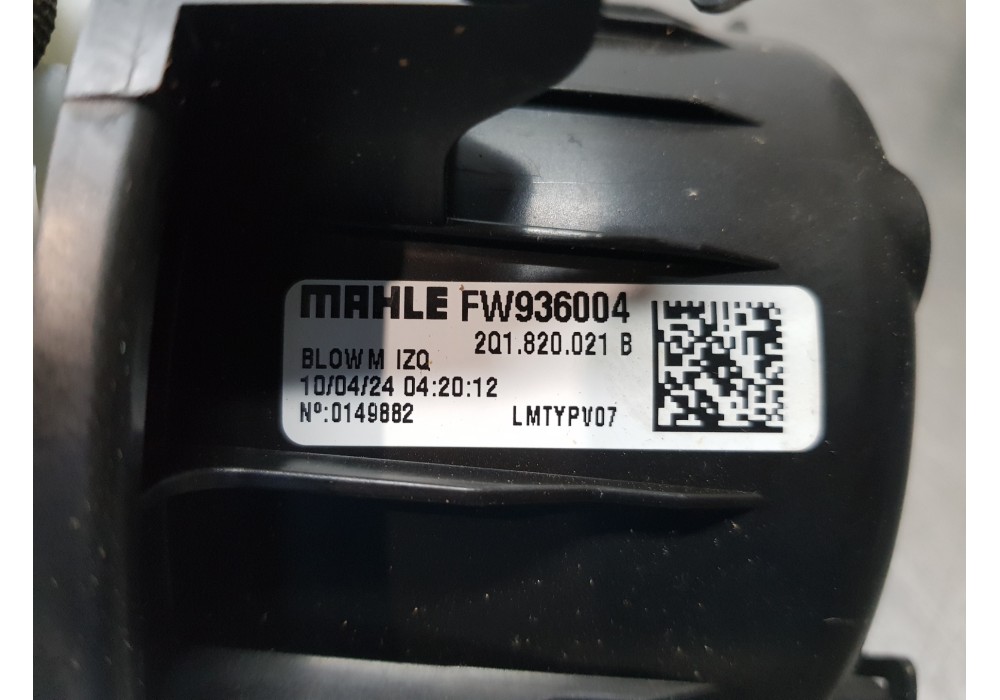 MAHLE FW936004
2Q1.820.021 B
BLOWM IZQ
10/04/24 04:20:12
Nº:0149882 LMTYPV07